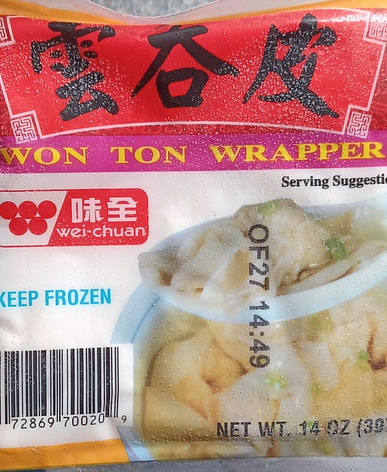 雲吞皮
WON TON WRAPPER
Serving Suggestio
味全
wei-chuan
KEEP FROZEN
OF27 14:49
72869 70020 9
NET WT. 14 OZ (39